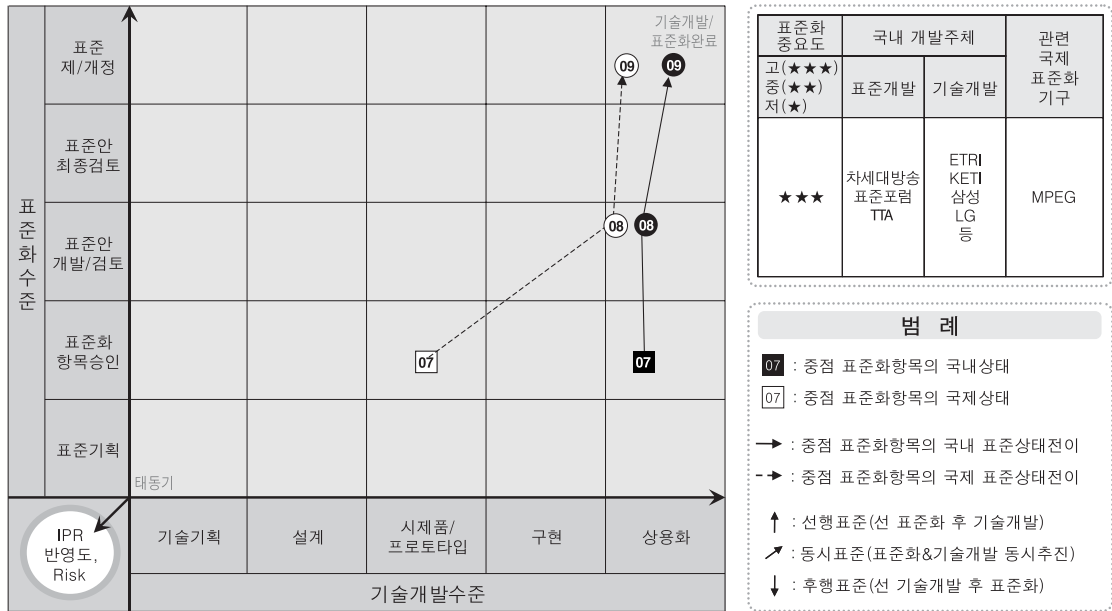 표준화수준
표준
제/개정
표준안
최종검토
표준안
개발/검토
표준화
항목승인
표준기획
기술개발/
표준화완료
09
09
08
08
07
07
태동기
IPR
반영도,
Risk
기술기획
설계
시제품/
프로토타입
구현
상용화
기술개발수준
표준화
중요도
국내 개발주체
관련
국제
표준화
기구
고(★★★)
중(★★)
저(★)
표준개발
기술개발
★★★
차세대방송
표준포럼
TTA
ETRI
KETI
삼성
LG
등
MPEG
범 례
07 : 중점 표준화항목의 국내상태
07 : 중점 표준화항목의 국제상태
: 중점 표준화항목의 국내 표준상태전이
: 중점 표준화항목의 국제 표준상태전이
: 선행표준(선 표준화 후 기술개발)
: 동시표준(표준화&기술개발 동시추진)
: 후행표준(선 기술개발 후 표준화)